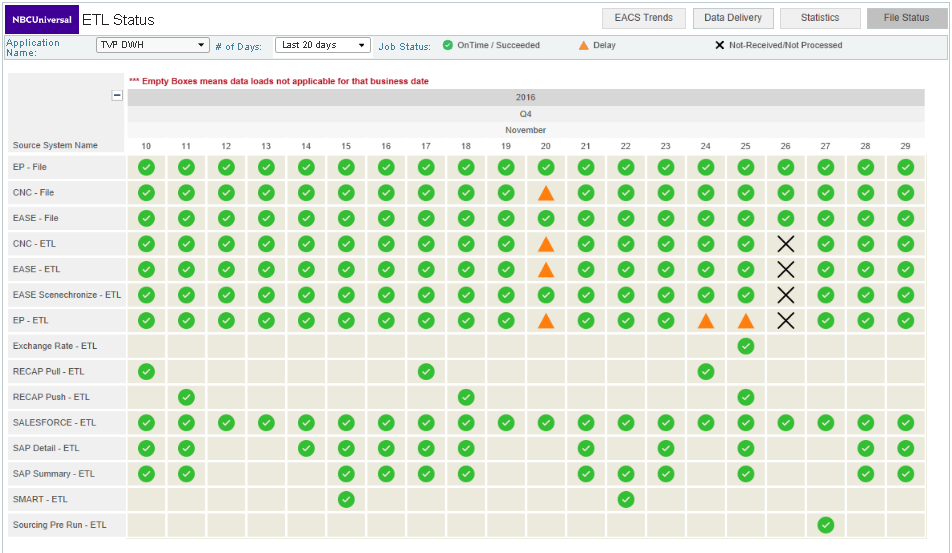 NBCUniversal ETL Status EACS Trends Data Delivery Statistics File Status
Application Name: TVP DWH # of Days: Last 20 days Job Status: OnTime / Succeeded Delay Not-Received/Not Processed
*** Empty Boxes means data loads not applicable for that business date
2016
Q4
November
Source System Name 10 11 12 13 14 15 16 17 18 19 20 21 22 23 24 25 26 27 28 29
EP - File
CNC - File
EASE - File
CNC - ETL
EASE - ETL
EASE Scenechronize - ETL
EP - ETL
Exchange Rate - ETL
RECAP Pull - ETL
RECAP Push - ETL
SALESFORCE - ETL
SAP Detail - ETL
SAP Summary - ETL
SMART - ETL
Sourcing Pre Run - ETL